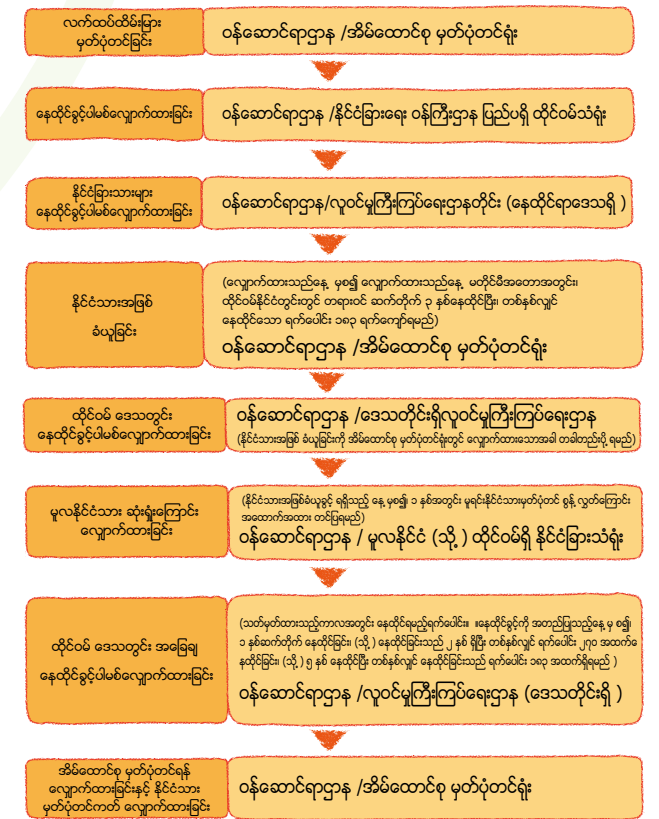 လက်ထပ်ထိမ်းမြား
မှတ်ပုံတင်ခြင်း
ဝန်ဆောင်ရာဌာန /အိမ်ထောင်စု မှတ်ပုံတင်ရုံး
နေထိုင်ခွင့်ပါမစ်လျှောက်ထားခြင်း
ဝန်ဆောင်ရာဌာန /နိုင်ငံခြားရေး ဝန်ကြီးဌာန ပြည်ပရှိ ထိုင်ဝမ်သံရုံး
နိုင်ငံခြားသားများ
နေထိုင်ခွင့်ပါမစ်လျှောက်ထားခြင်း
ဝန်ဆောင်ရာဌာန/လူဝင်မှုကြီးကြပ်ရေးဌာနတိုင်း (နေထိုင်ရာဒေသရှိ )
နိုင်ငံသားအဖြစ်
ခံယူခြင်း
(လျှောက်ထားသည်နေ့ မှစ၍ လျှောက်ထားသည်နေ့ မတိုင်မီအတောအတွင်း၊
ထိုင်ဝမ်နိုင်ငံတွင်းတွင် တရားဝင် ဆက်တိုက် ၃ နှစ်နေထိုင်ပြီး၊ တစ်နှစ်လျှင်
နေထိုင်သော ရက်ပေါင်း ၁၈၃ ရက်ကျော်ရမည်)
ဝန်ဆောင်ရာဌာန /အိမ်ထောင်စု မှတ်ပုံတင်ရုံး
ထိုင်ဝမ် ဒေသတွင်း
နေထိုင်ခွင့်ပါမစ်လျှောက်ထားခြင်း
ဝန်ဆောင်ရာဌာန /ဒေသတိုင်းရှိလူဝင်မှုကြီးကြပ်ရေးဌာန
(နိုင်ငံသားအဖြစ် ခံယူခြင်းကို အိမ်ထောင်စု မှတ်ပုံတင်ရုံးတွင် လျှောက်ထားသောအခါ တခါတည်းပို့ ရမည်)
မူလနိုင်ငံသား ဆုံးရှုံးကြောင်း
လျှောက်ထားခြင်း
(နိုင်ငံသားအဖြစ်ခံယူခွင့် ရရှိသည့် နေ့ မှစ၍၊ ၁ နှစ်အတွင်း မူရင်းနိုင်ငံသားမှတ်ပုံတင် စွန့် လွှတ်ကြောင်း
အထောက်အထား တင်ပြရမည်)
ဝန်ဆောင်ရာဌာန / မူလနိုင်ငံ (သို့ ) ထိုင်ဝမ်ရှိ နိုင်ငံခြားသံရုံး
ထိုင်ဝမ် ဒေသတွင်း အခြေချ
နေထိုင်ခွင့်ပါမစ်လျှောက်ထားခြင်း
(သတ်မှတ်ထားသည့်ကာလအတွင်း နေထိုင်ရမည့်ရက်ပေါင်း။ ။နေထိုင်ခွင့်ကို အတည်ပြုသည့်နေ့ မှ စ၍၊
၁ နှစ်ဆက်တိုက် နေထိုင်ခြင်း၊ (သို့ ) နေထိုင်ခြင်းသည် ၂ နှစ် ရှိပြီး တစ်နှစ်လျှင် ရက်ပေါင်း ၂၇၀ အထက်နေ
နေထိုင်ခြင်း၊ (သို့ ) ၅ နှစ် နေထိုင်ပြီး တစ်နှစ်လျှင် နေထိုင်ခြင်းသည် ရက်ပေါင်း ၁၈၃ အထက်ရှိရမည် )
ဝန်ဆောင်ရာဌာန /လူဝင်မှုကြီးကြပ်ရေးဌာန (ဒေသတိုင်းရှိ )
အိမ်ထောင်စု မှတ်ပုံတင်ရန်
လျှောက်ထားခြင်းနှင့် နိုင်ငံသား
မှတ်ပုံတင်ကတ် လျှောက်ထားခြင်း
ဝန်ဆောင်ရာဌာန /အိမ်ထောင်စု မှတ်ပုံတင်ရုံး